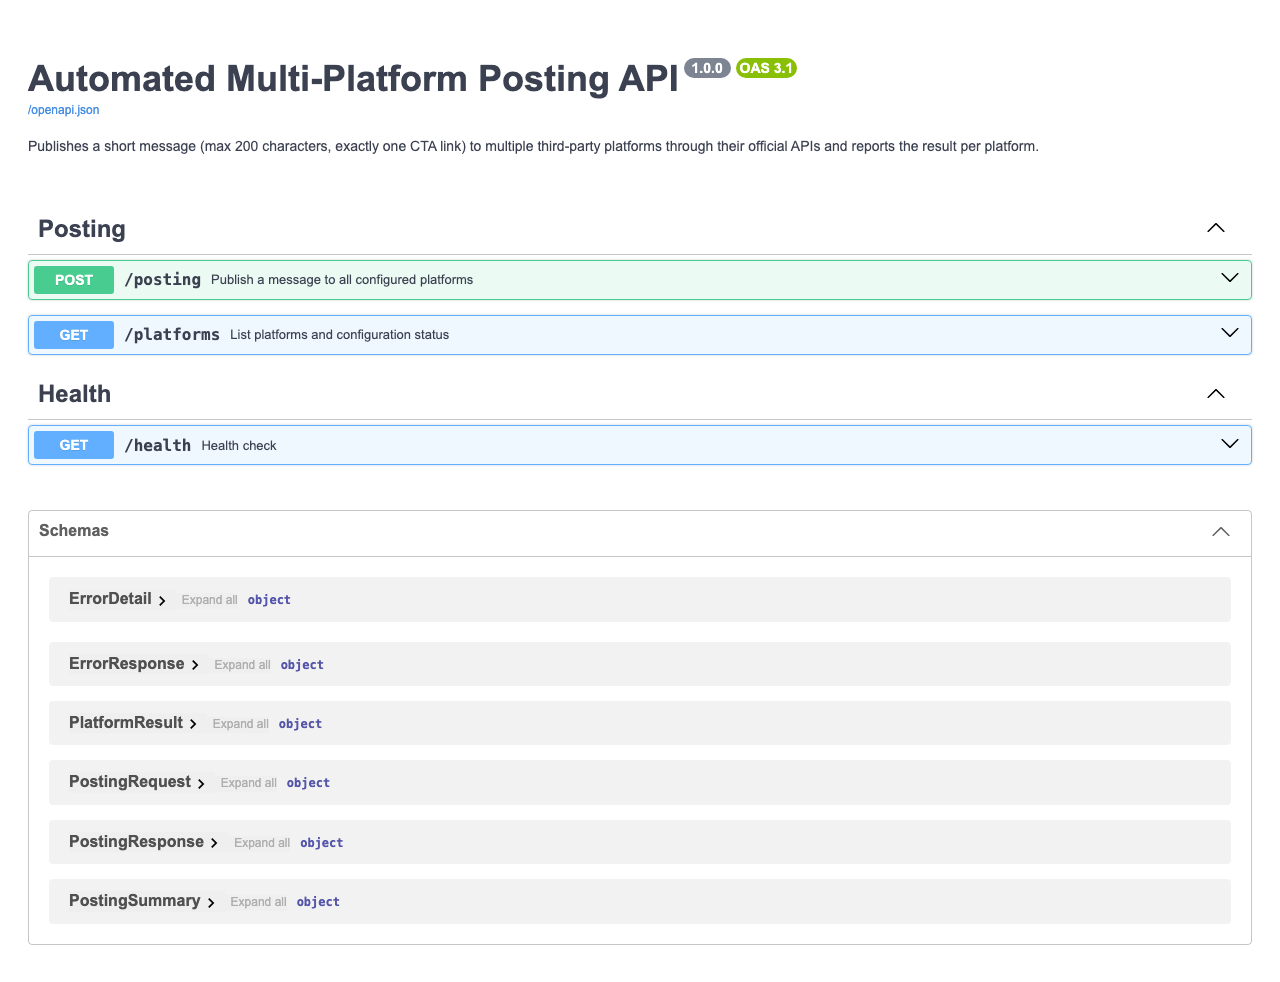 Automated Multi-Platform Posting API 1.0.0 OAS 3.1
/openapi.json
Publishes a short message (max 200 characters, exactly one CTA link) to multiple third-party platforms through their official APIs and reports the result per platform.
Posting
POST /posting Publish a message to all configured platforms
GET /platforms List platforms and configuration status
Health
GET /health Health check
Schemas
ErrorDetail Expand all object
ErrorResponse Expand all object
PlatformResult Expand all object
PostingRequest Expand all object
PostingResponse Expand all object
PostingSummary Expand all object